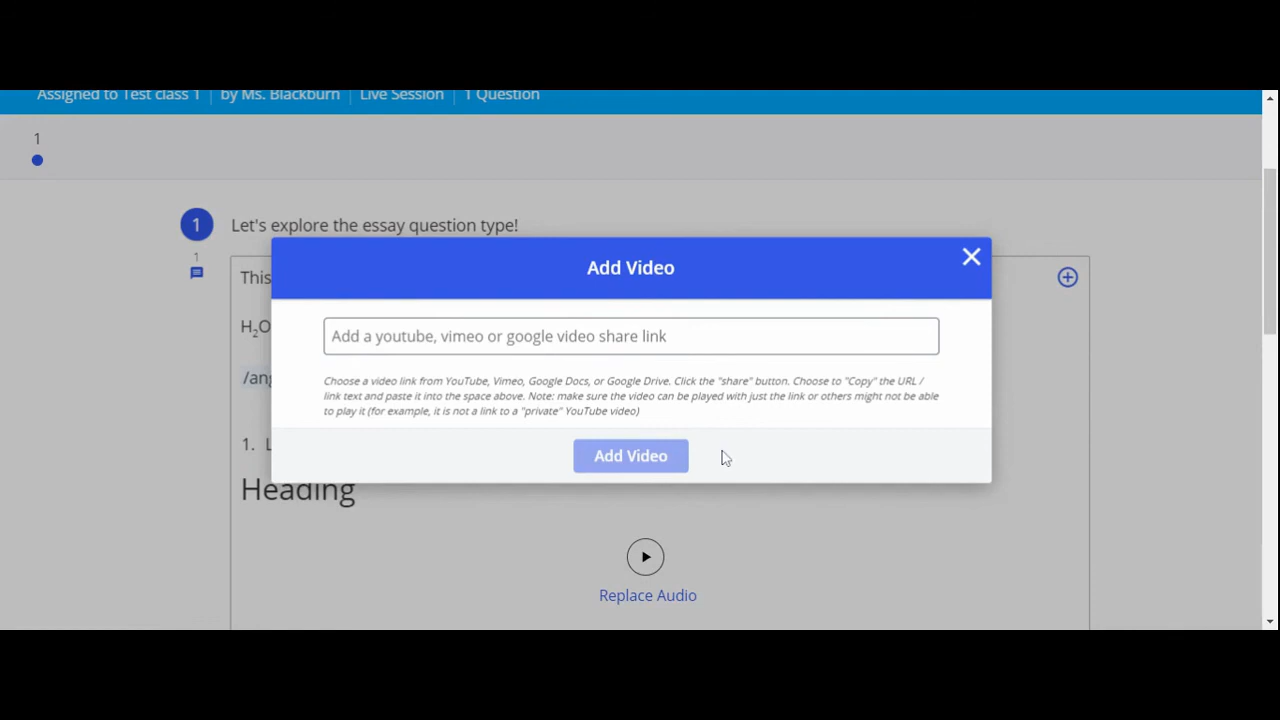 Assigned to Test class 1 | by Ms. Blackburn | Live Session | 1 Question
1
1 Let's explore the essay question type!
1
This
Add Video
H₂O
Add a youtube, vimeo or google video share link
/ang
Choose a video link from YouTube, Vimeo, Google Docs, or Google Drive. Click the "share" button. Choose to "Copy" the URL /
link text and paste it into the space above. Note: make sure the video can be played with just the link or others might not be able
to play it (for example, it is not a link to a "private" YouTube video)
1. L
Add Video
Heading
Replace Audio